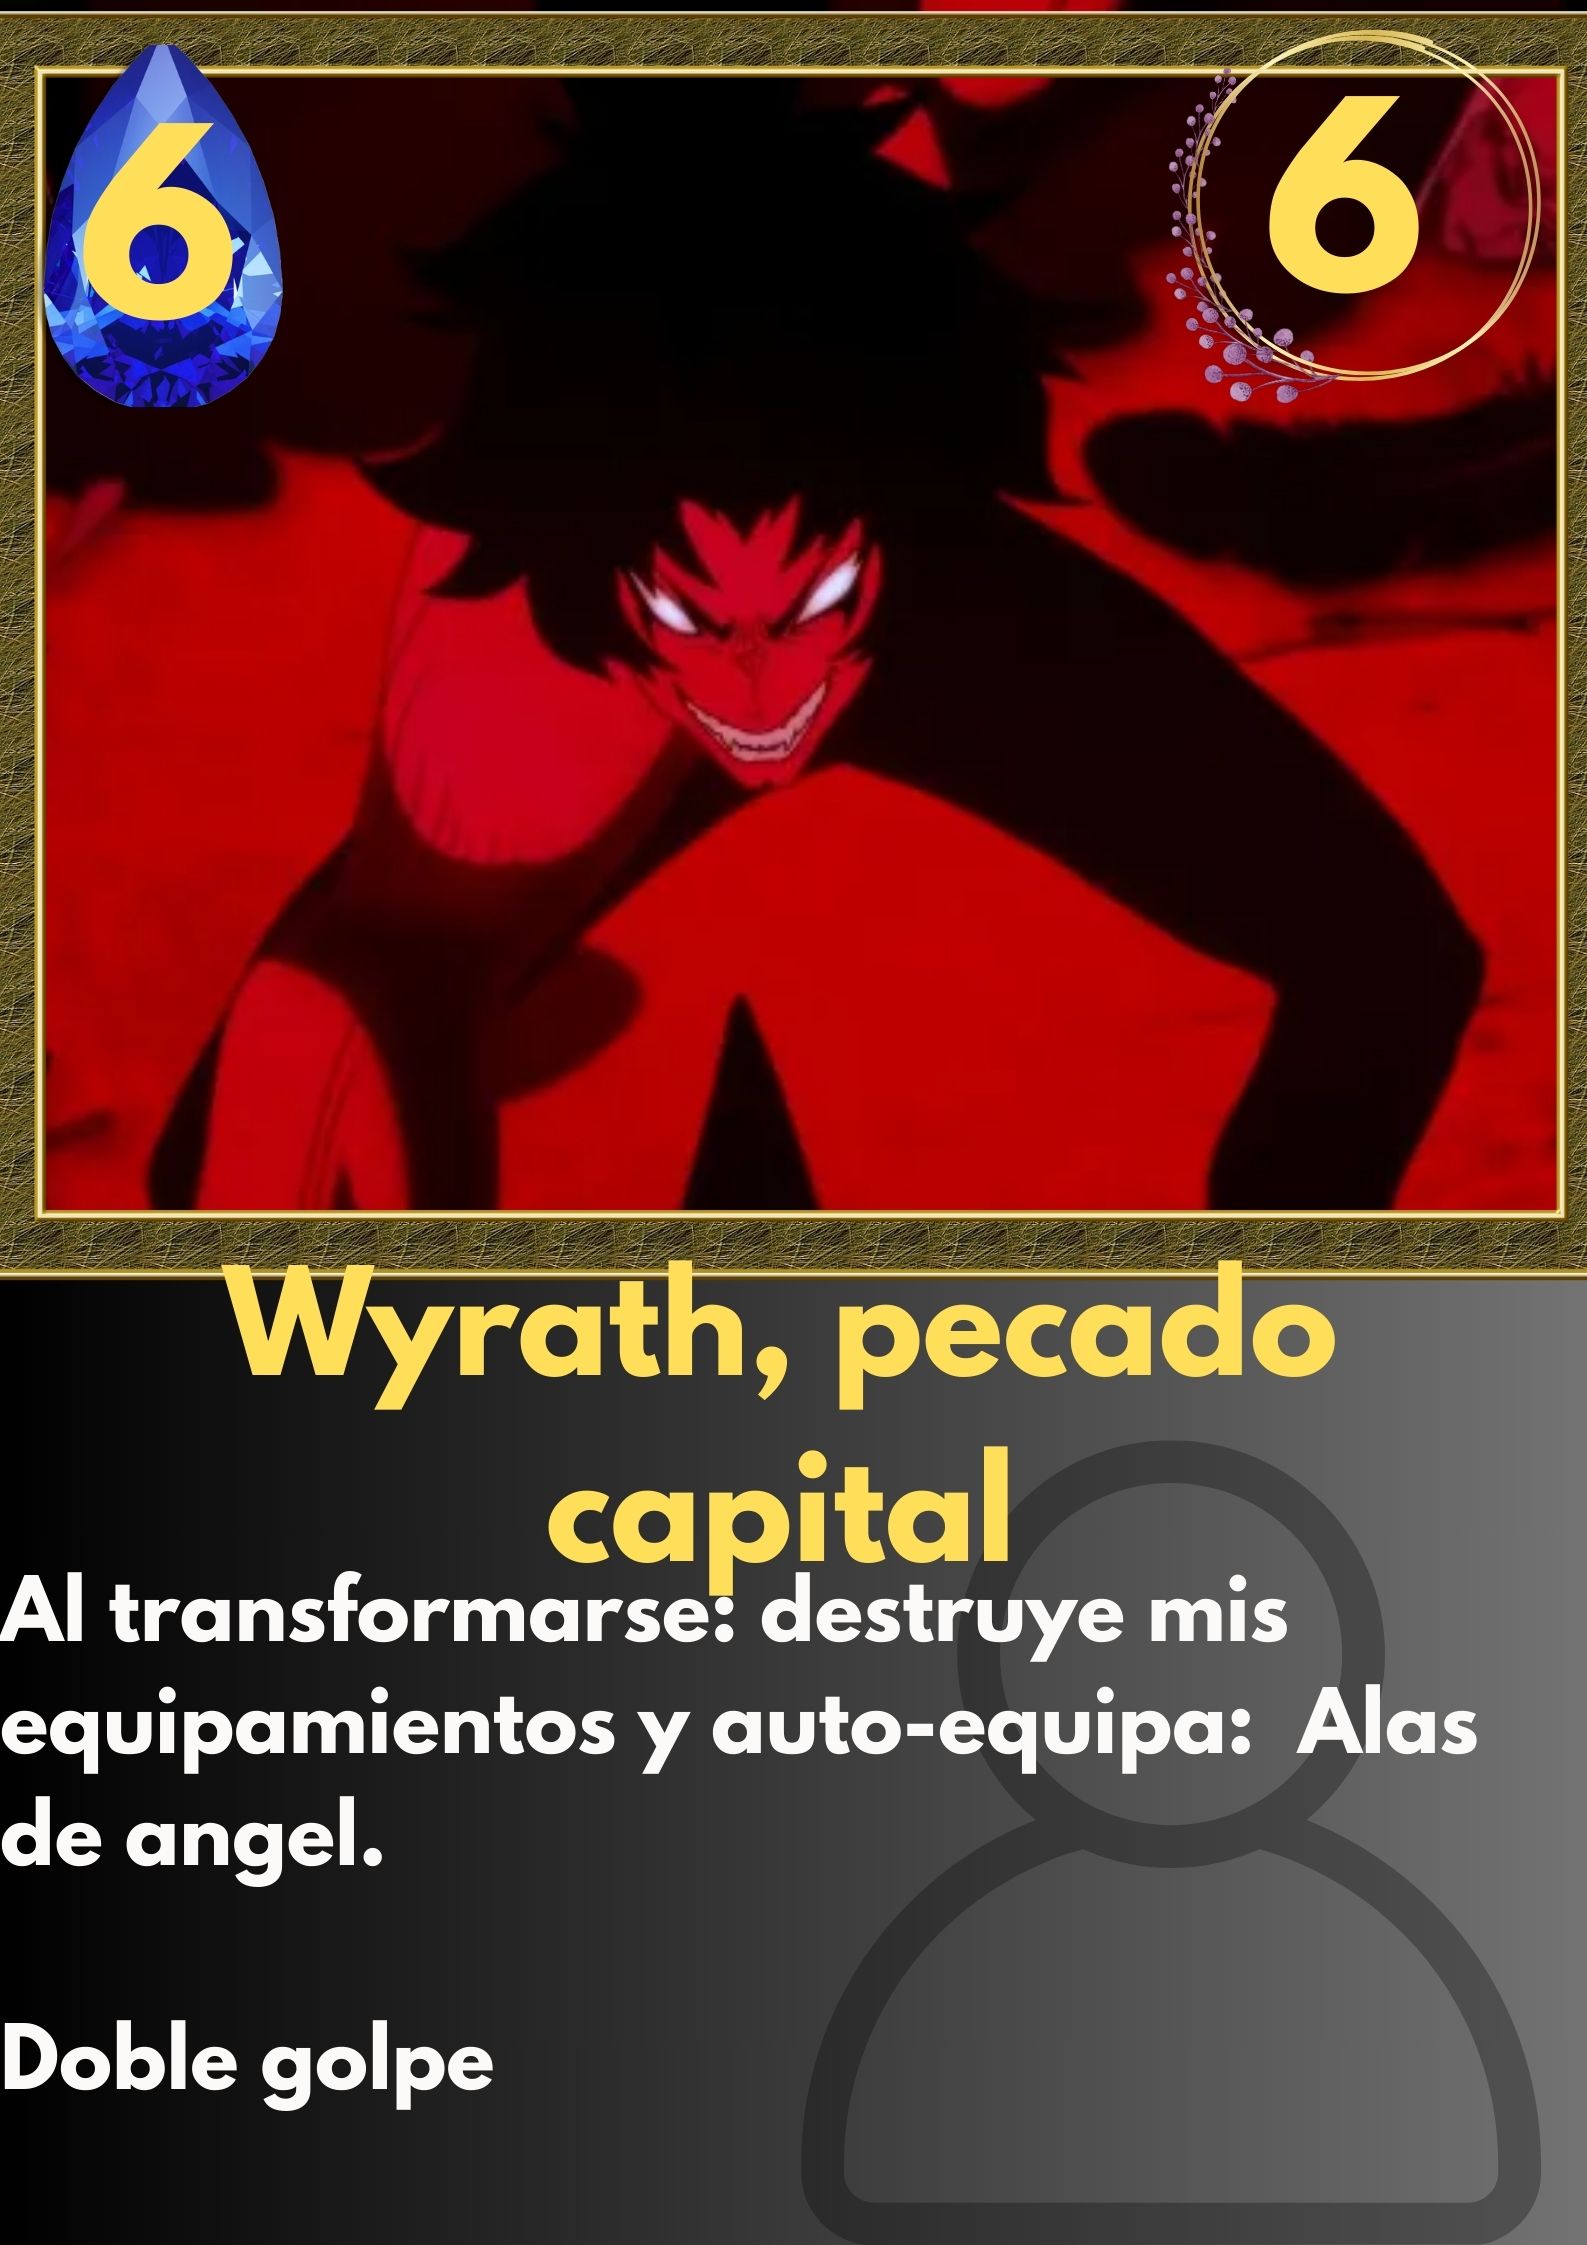 6
6
Wyrath, pecado
capital
Al transformarse: destruye mis
equipamientos y auto-equipa:  Alas
de angel.
Doble golpe